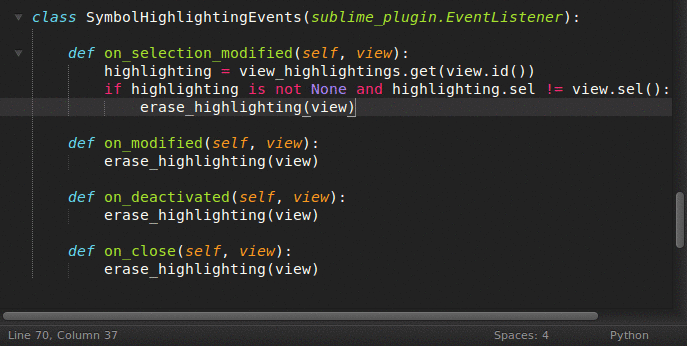 class SymbolHighlightingEvents(sublime_plugin.EventListener):
def on_selection_modified(self, view):
highlighting = view_highlightings.get(view.id())
if highlighting is not None and highlighting.sel != view.sel():
erase_highlighting(view)
def on_modified(self, view):
erase_highlighting(view)
def on_deactivated(self, view):
erase_highlighting(view)
def on_close(self, view):
erase_highlighting(view)
Line 70, Column 37 Spaces: 4 Python